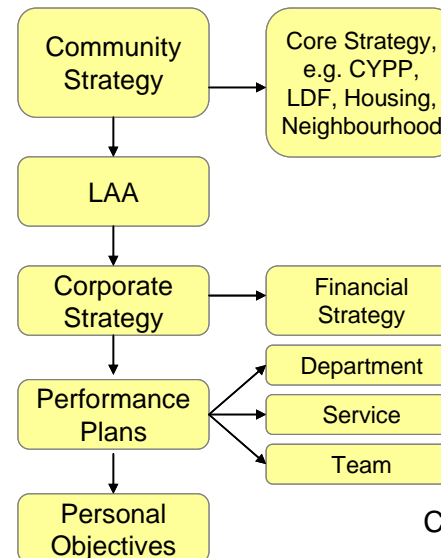 Community
Strategy
Core Strategy,
e.g. CYPP,
LDF, Housing,
Neighbourhood
LAA
Corporate
Strategy
Financial
Strategy
Performance
Plans
Department
Service
Team
Personal
Objectives
C